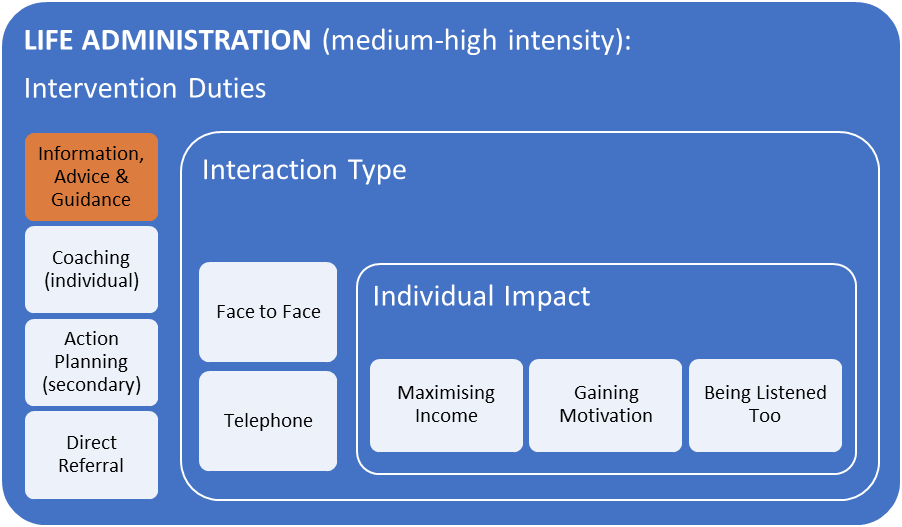 LIFE ADMINISTRATION (medium-high intensity):
Intervention Duties
Information,
Advice &
Guidance
Coaching
(individual)
Action
Planning
(secondary)
Direct
Referral
Interaction Type
Face to Face
Telephone
Individual Impact
Maximising
Income
Gaining
Motivation
Being Listened
Too